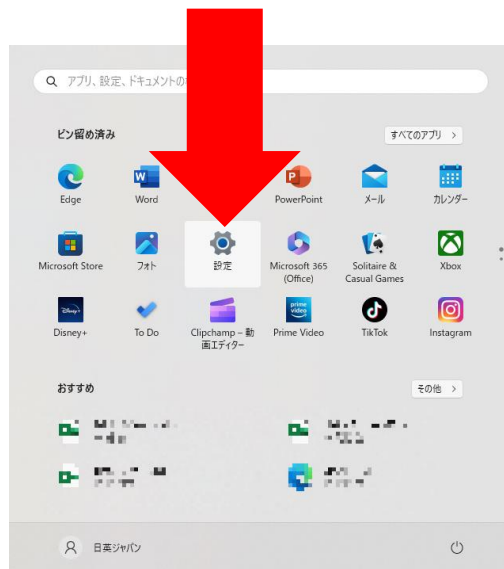 アプリ、設定、ドキュメントの
ピン留め済み
すべてのアプリ >
Edge
Word
PowerPoint
メール
カレンダー
Microsoft Store
フォト
設定
Microsoft 365
(Office)
Solitaire &
Casual Games
Xbox
Disney+
prime
video
Disney+
To Do
Clipchamp – 動
画エディター
Prime Video
TikTok
Instagram
おすすめ
その他 >
日英ジャパン